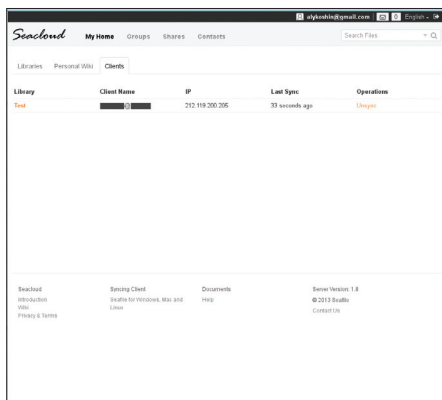 alykoshin@gmail.com 0 English
Seacloud My Home Groups Shares Contacts Search Files
Libraries Personal Wiki Clients
Library Client Name IP Last Sync Operations
Test 212.119.200.205 33 seconds ago Unsync
Seacloud Syncing Client Documents Server Version: 1.8
Introduction Seafile for Windows, Mac and Help © 2013 Seafile
Wiki Linux Contact Us
Privacy & Terms